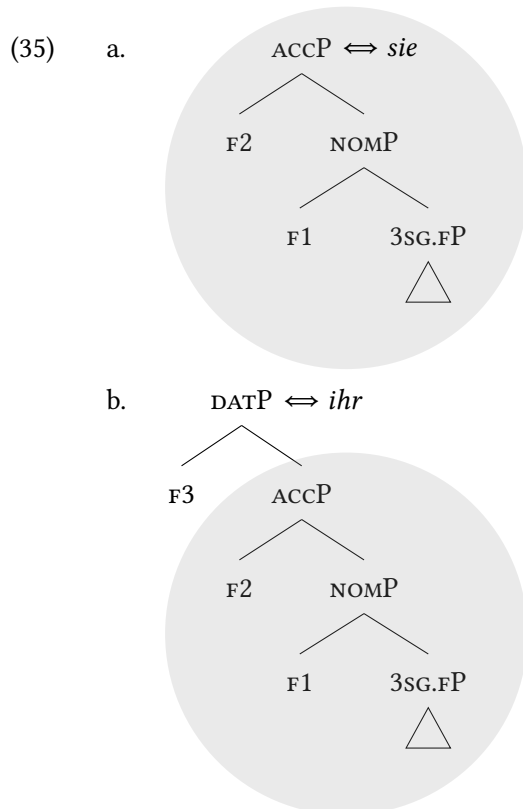 (35) a. ACCP ⇔ sie
F2 NOMP
F1 3SG.FP
b. DATP ⇔ ihr
F3 ACCP
F2 NOMP
F1 3SG.FP